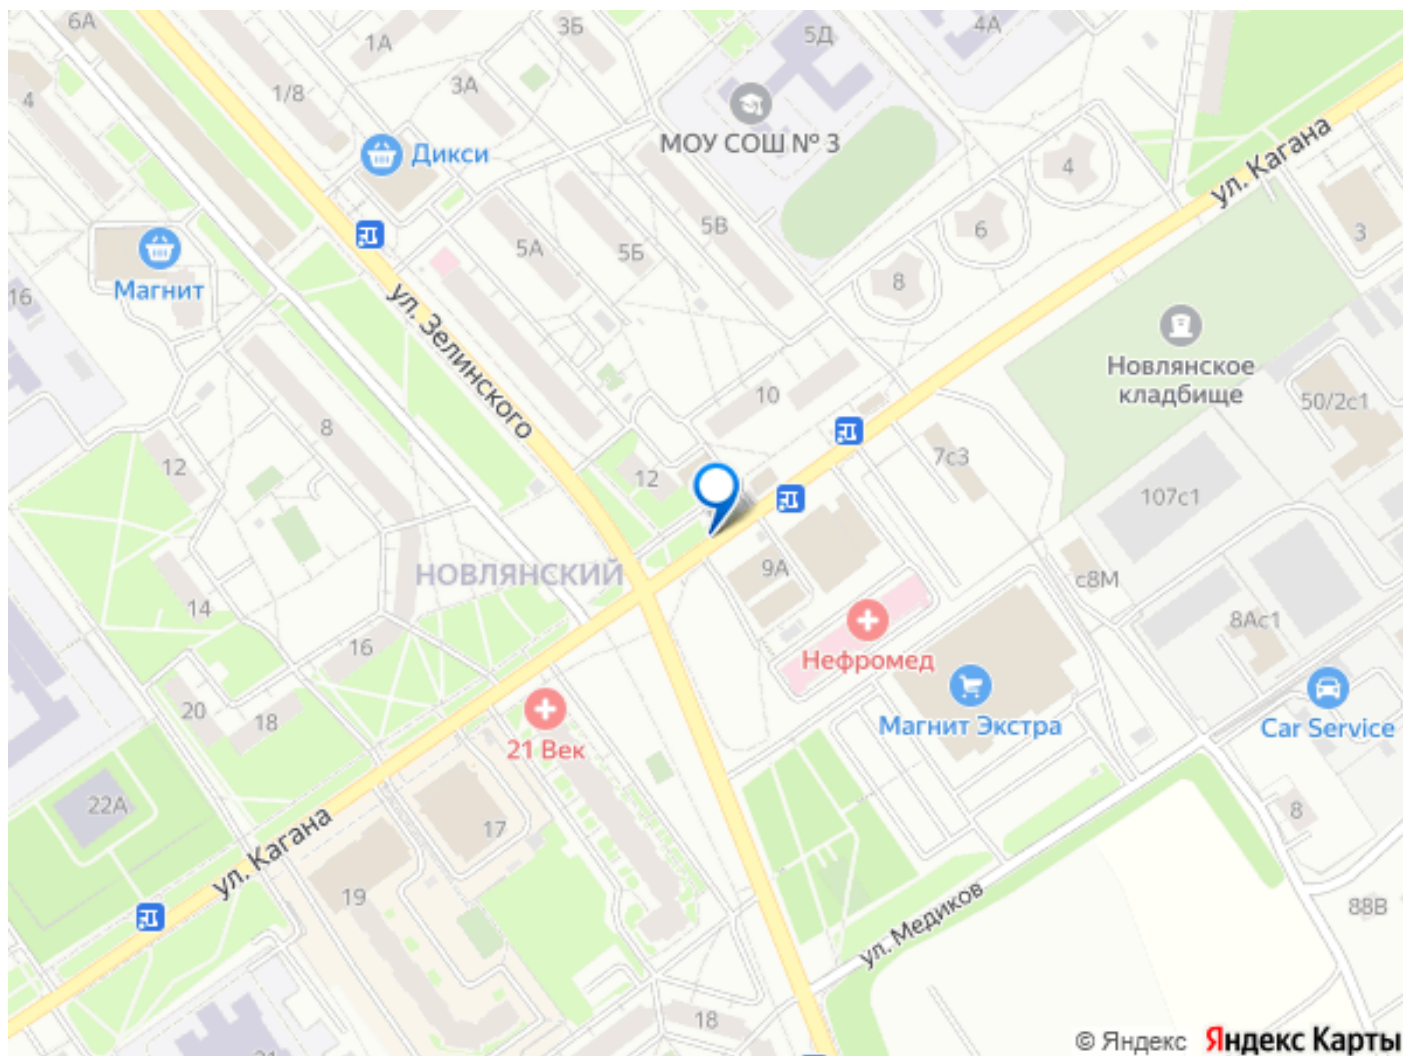 6А
3Б
1А
5Д
4А
4
1/8
3А
МОУ СОШ № 3
Дикси
ул. Кагана
4
5В
6
3
5А
5Б
Магнит
16
8
ул. Зелинского
Новлянское
кладбище
10
50/2с1
8
12
12
7с3
107с1
НОВЛЯНСКИЙ
9А
с8М
14
8Ас1
16
Нефромед
20
18
21 Век
Магнит Экстра
Car Service
22А
17
8
ул. Кагана
19
ул. Медиков
88В
18
© Яндекс Яндекс Карты